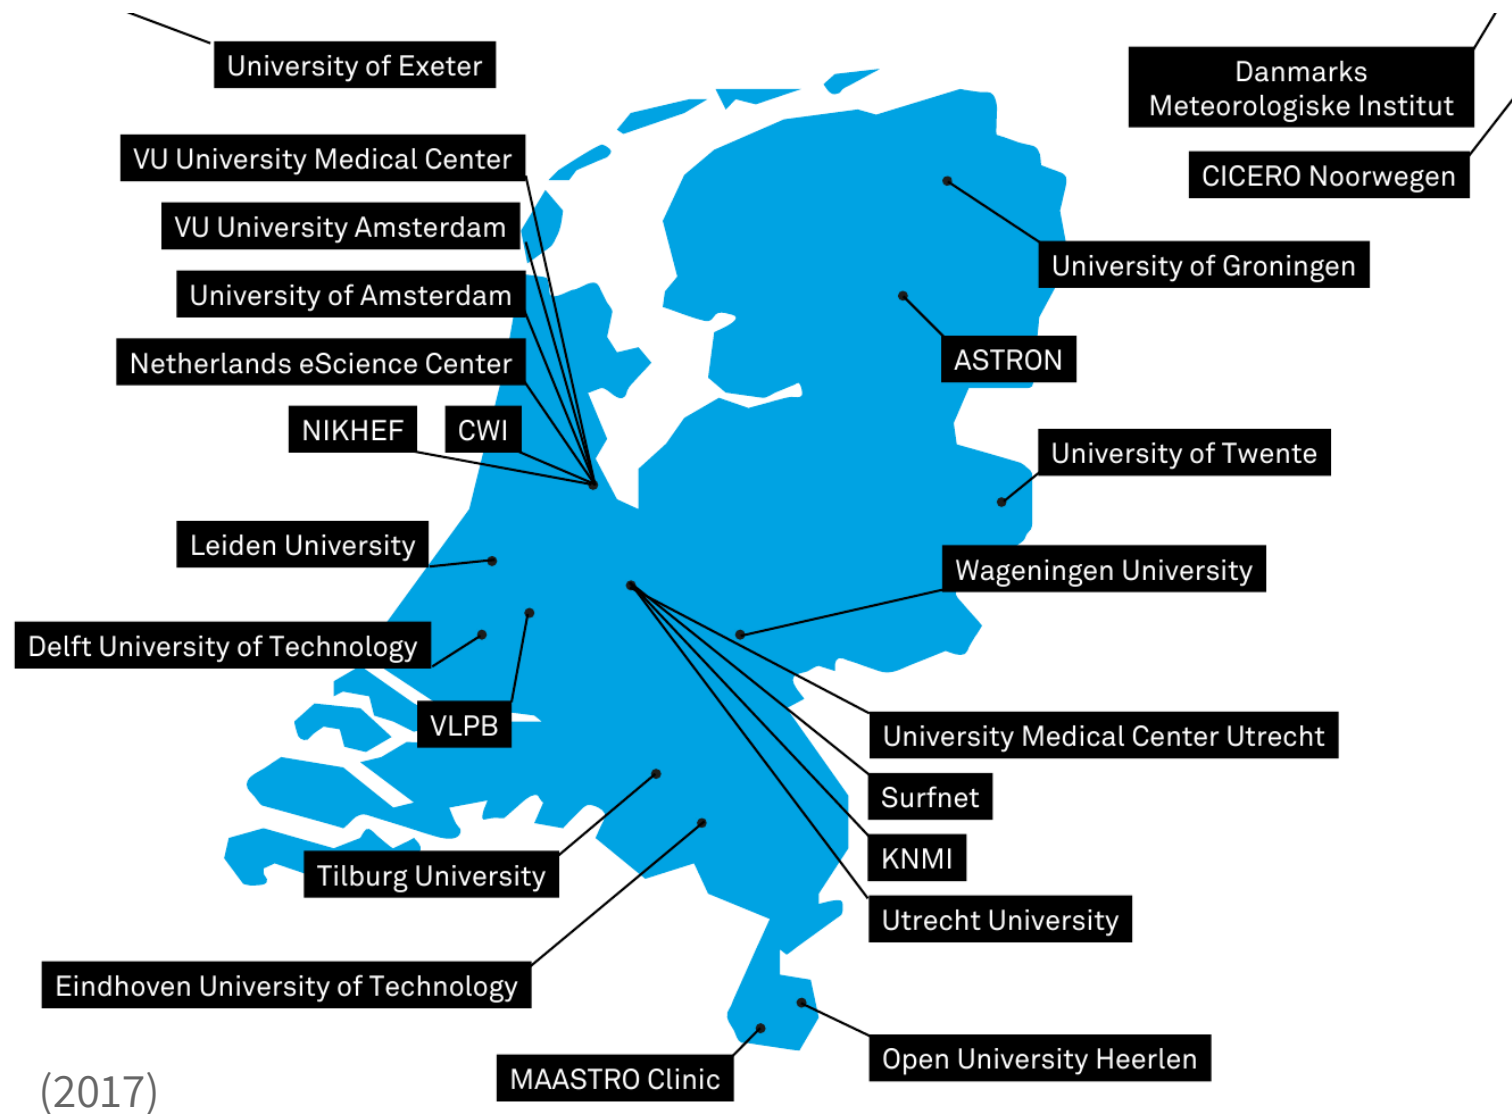 University of Exeter
Danmarks
Meteorologiske Institut
VU University Medical Center
CICERO Noorwegen
VU University Amsterdam
University of Groningen
University of Amsterdam
Netherlands eScience Center
ASTRON
NIKHEF
CWI
University of Twente
Leiden University
Wageningen University
Delft University of Technology
VLPB
University Medical Center Utrecht
Surfnet
KNMI
Tilburg University
Utrecht University
Eindhoven University of Technology
Open University Heerlen
MAASTRO Clinic
(2017)